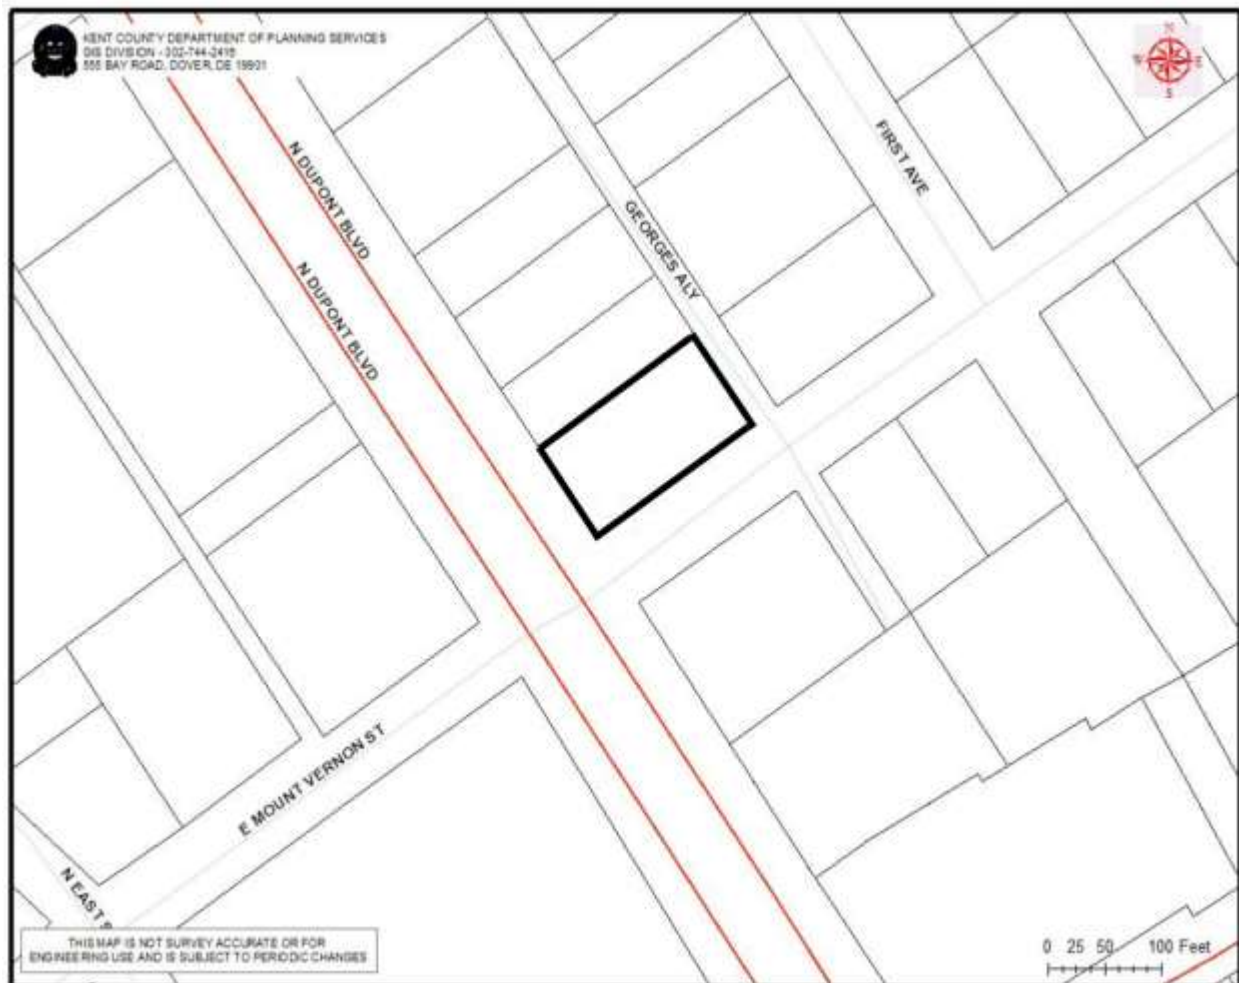 KENT COUNTY DEPARTMENT OF PLANNING SERVICES
GIS DIVISION - 302-744-2416
555 BAY ROAD, DOVER, DE 19901
N
W
E
S
N DUPONT BLVD
N DUPONT BLVD
GEORGES ALY
FIRST AVE
E MOUNT VERNON ST
N EAST S
THIS MAP IS NOT SURVEY ACCURATE OR FOR
ENGINEERING USE AND IS SUBJECT TO PERIODIC CHANGES
0 25 50 100 Feet